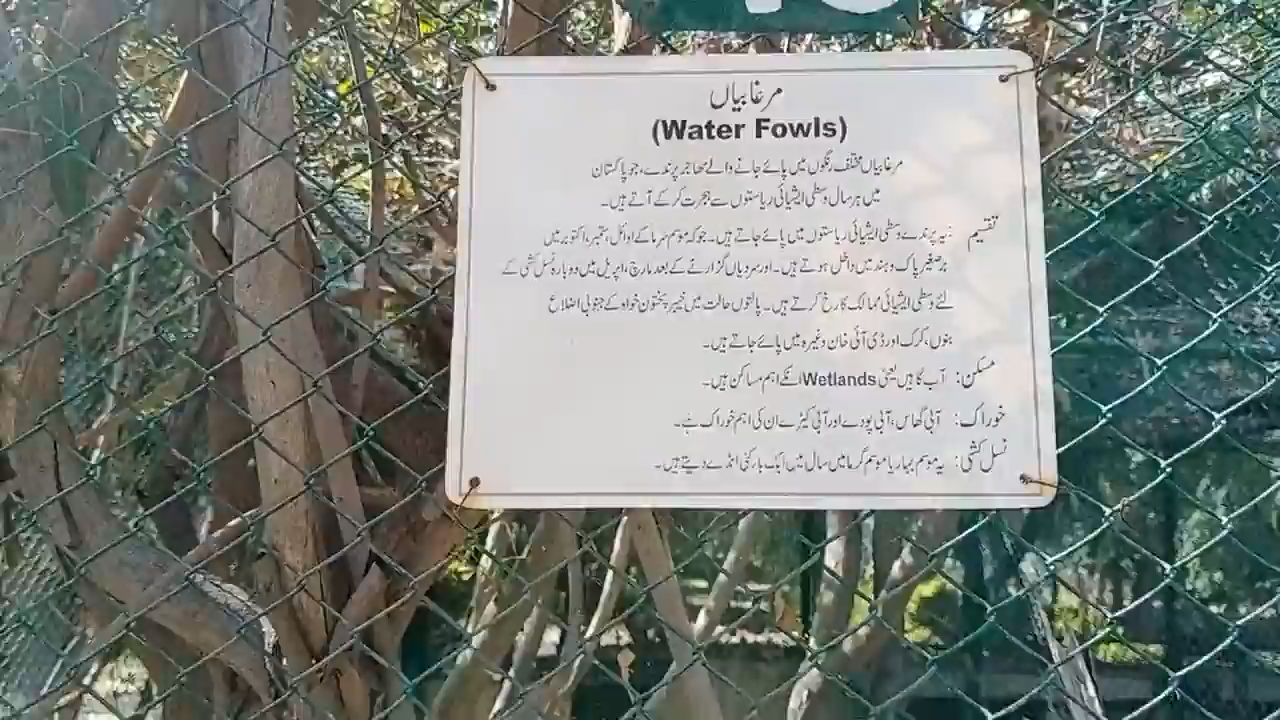 مرغابیاں
(Water Fowls)
مرغابیاں مختلف رنگوں میں پائے جانے والے مہاجر پرندے، جو پاکستان
میں ہر سال وسطی ایشیائی ریاستوں سے ہجرت کر کے آتے ہیں۔
تقسیم :یہ پرندے وسطی ایشیائی ریاستوں میں پائے جاتے ہیں۔ جو کہ موسم سرما کے اوائل ستمبر، اکتوبر میں
برصغیر پاک و ہند میں داخل ہوتے ہیں۔ اور سردیاں گزارنے کے بعد مارچ، اپریل میں دوبارہ نسل کشی کے
لئے وسطی ایشیائی ممالک کا رخ کرتے ہیں۔ پالتوں حالت میں خیبر پختون خواہ کے جنوبی اضلاع
بنوں، کرک اور ڈی آئی خان وغیرہ میں پائے جاتے ہیں۔
مسکن: آب گاہیں یعنی Wetlands انکے اہم مساکن ہیں۔
خوراک: آبی گھاس، آبی پودے اور آبی کیڑے ان کی اہم خوراک ہے۔
نسل کشی: یہ موسم بہار یا موسم گرما میں سال میں ایک بار کئی انڈے دیتے ہیں۔